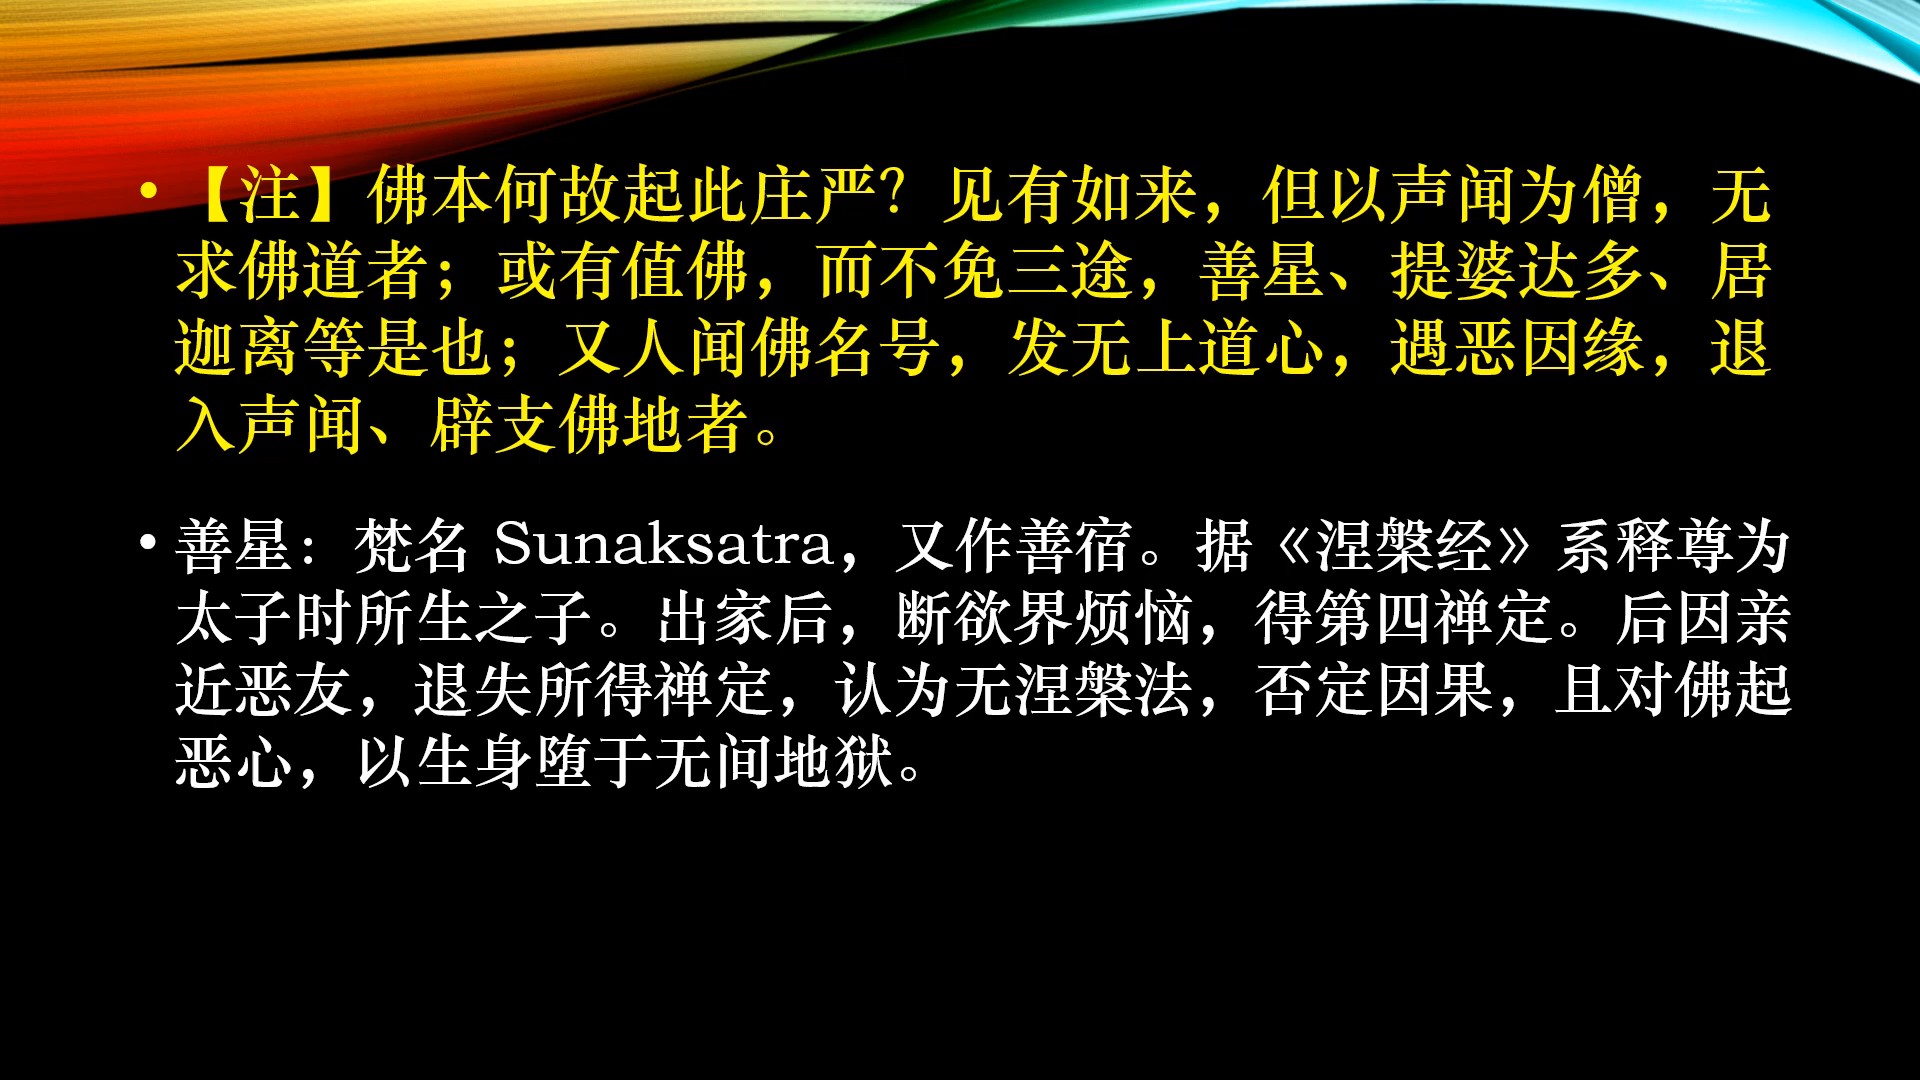 • 【注】佛本何故起此庄严？见有如来，但以声闻为僧，无
求佛道者；或有值佛，而不免三途，善星、提婆达多、居
迦离等是也；又人闻佛名号，发无上道心，遇恶因缘，退
入声闻、辟支佛地者。
• 善星：梵名 Sunaksatra，又作善宿。据《涅槃经》系释尊为
太子时所生之子。出家后，断欲界烦恼，得第四禅定。后因亲
近恶友，退失所得禅定，认为无涅槃法，否定因果，且对佛起
恶心，以生身堕于无间地狱。